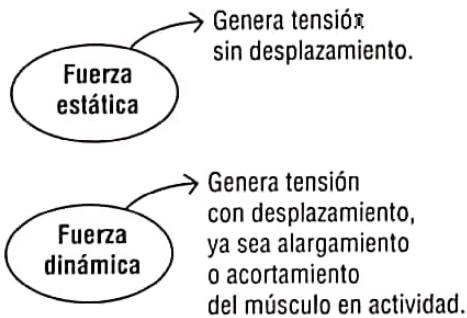 Genera tensión
sin desplazamiento.
Fuerza
estática
Genera tensión
con desplazamiento,
ya sea alargamiento
o acortamiento
del músculo en actividad.
Fuerza
dinámica